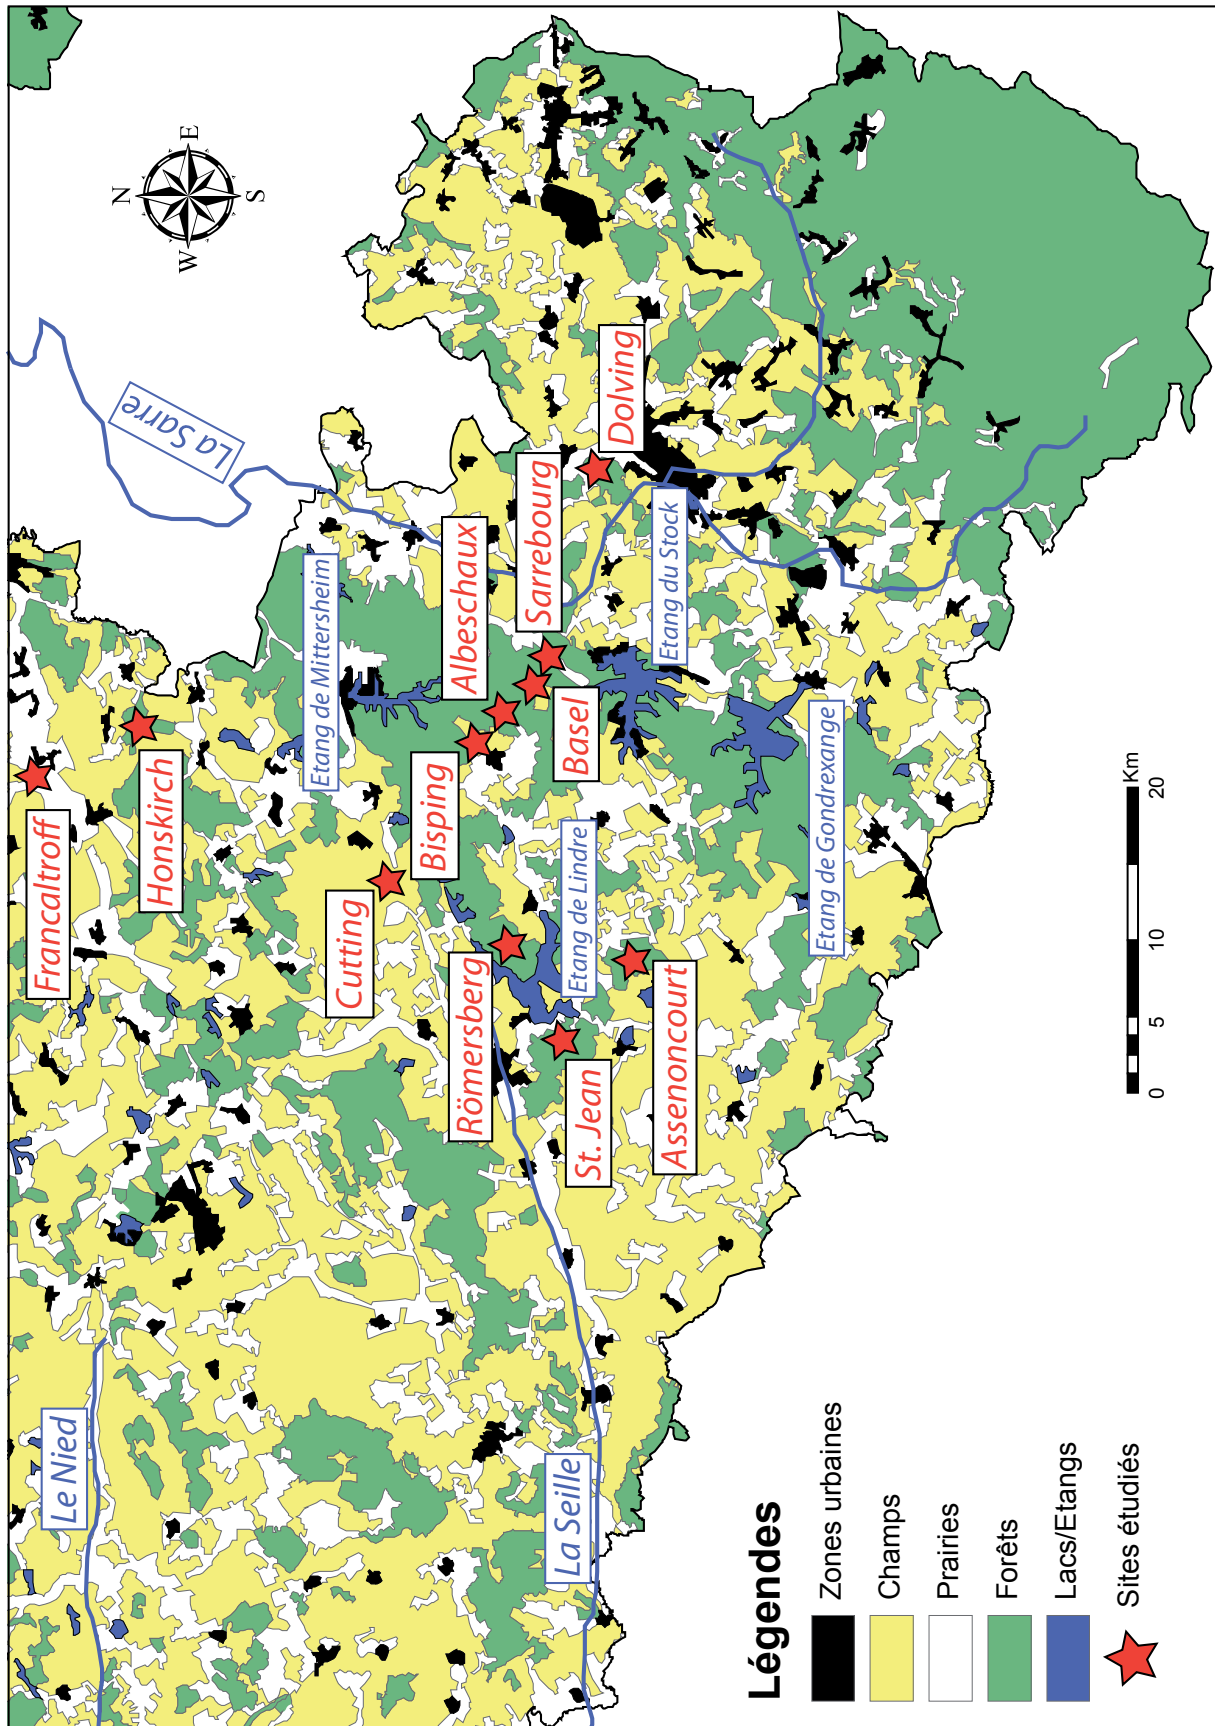 N
E
S
W
La Sarre
Le Nied
La Seille
Francaltroff
Honskirch
Etang de Mittersheim
Cutting
Bisping
Albeschaux
Sarrebourg
Dolving
Römersberg
Basel
Etang de Lindre
Etang du Stock
St. Jean
Assenoncourt
Etang de Gondrexange
Légendes
Zones urbaines
Champs
Prairies
Forêts
Lacs/Etangs
Sites étudiés
0 5 10 20
Km